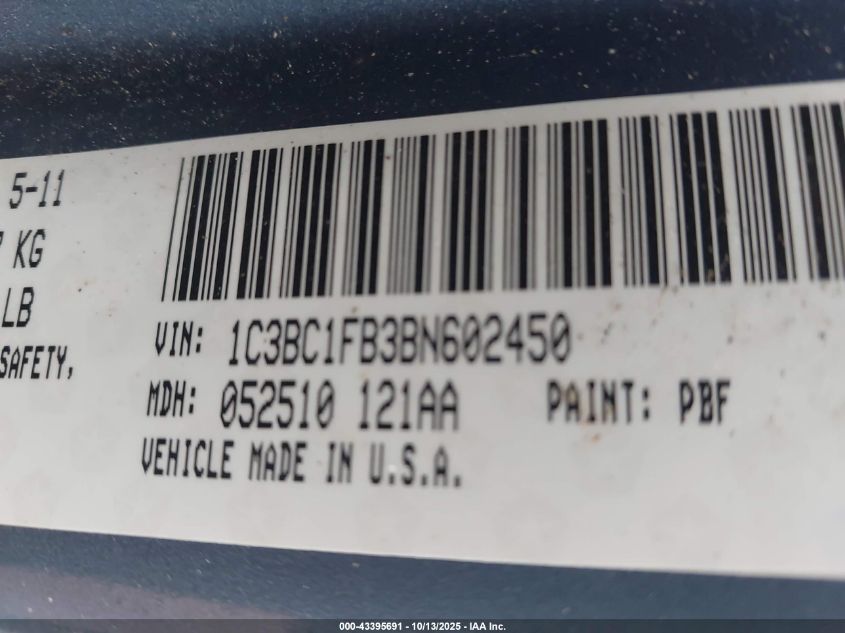 5-11
KG
LB
SAFETY,
VIN: 1C3BC1FB3BN602450
MDH: 052510 121AA PAINT: PBF
VEHICLE MADE IN U.S.A.
000-43395691 - 10/13/2025 - IAA Inc.